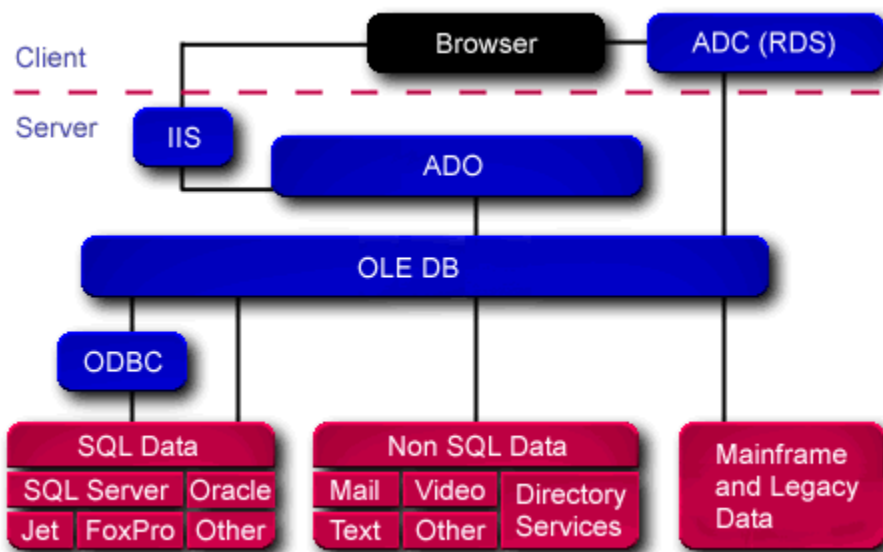 Browser
ADC (RDS)
Client
Server
IIS
ADO
OLE DB
ODBC
SQL Data
SQL Server
Oracle
Jet
FoxPro
Other
Non SQL Data
Mail
Video
Directory
Services
Text
Other
Mainframe
and Legacy
Data